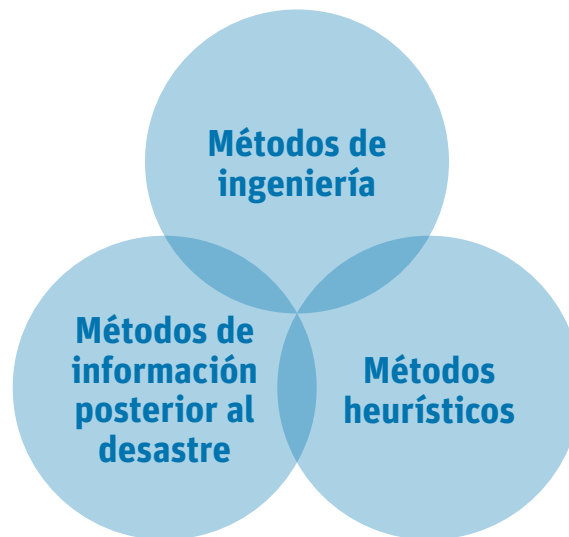 Métodos de
ingeniería
Métodos de
información
posterior al
desastre
Métodos
heurísticos